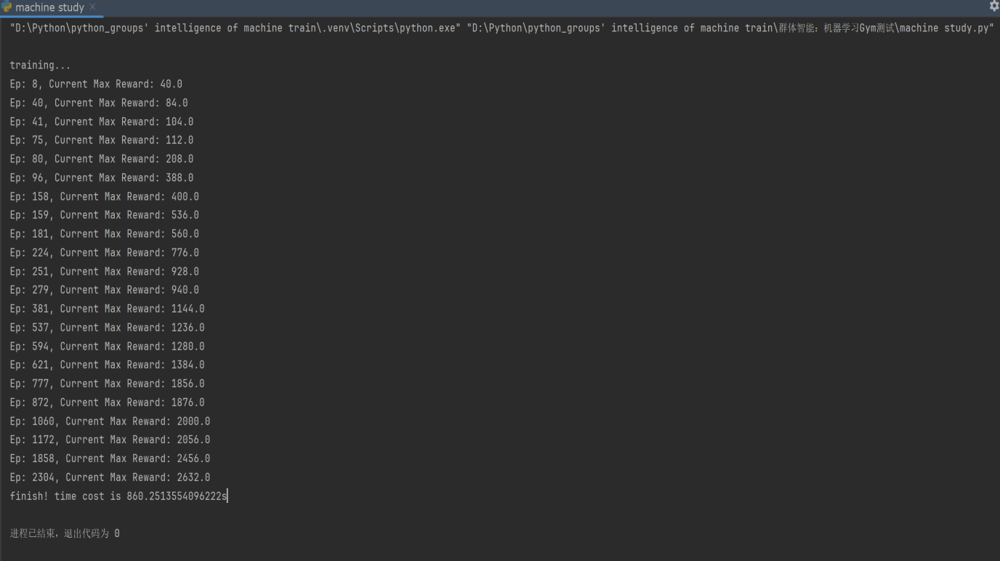 machine study
"D:\Python\python_groups' intelligence of machine train\.venv\Scripts\python.exe" "D:\Python\python_groups' intelligence of machine train\群体智能：机器学习Gym测试\machine study.py"
training...
Ep: 8, Current Max Reward: 40.0
Ep: 40, Current Max Reward: 84.0
Ep: 41, Current Max Reward: 104.0
Ep: 75, Current Max Reward: 112.0
Ep: 80, Current Max Reward: 208.0
Ep: 96, Current Max Reward: 388.0
Ep: 158, Current Max Reward: 400.0
Ep: 159, Current Max Reward: 536.0
Ep: 181, Current Max Reward: 560.0
Ep: 224, Current Max Reward: 776.0
Ep: 251, Current Max Reward: 928.0
Ep: 279, Current Max Reward: 940.0
Ep: 381, Current Max Reward: 1144.0
Ep: 537, Current Max Reward: 1236.0
Ep: 594, Current Max Reward: 1280.0
Ep: 621, Current Max Reward: 1384.0
Ep: 777, Current Max Reward: 1856.0
Ep: 872, Current Max Reward: 1876.0
Ep: 1060, Current Max Reward: 2000.0
Ep: 1172, Current Max Reward: 2056.0
Ep: 1858, Current Max Reward: 2456.0
Ep: 2304, Current Max Reward: 2632.0
finish! time cost is 860.2513554096222s
进程已结束，退出代码为 0